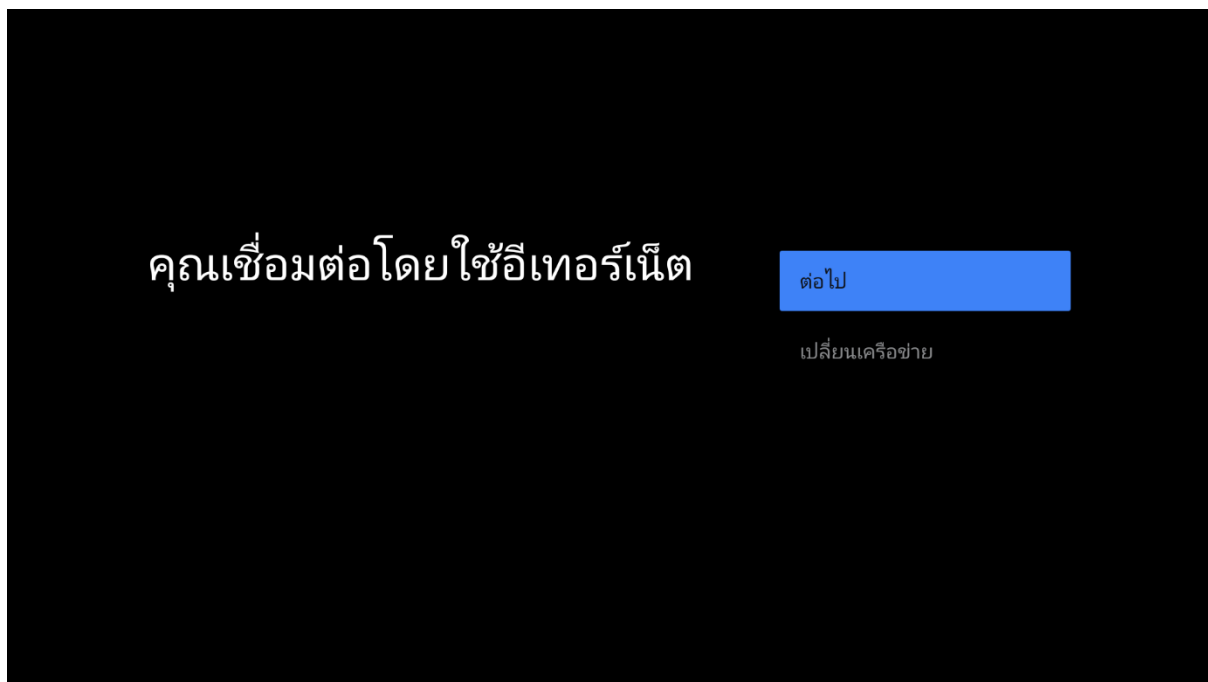 คุณเชื่อมต่อโดยใช้อีเทอร์เน็ต
ต่อไป
เปลี่ยนเครือข่าย